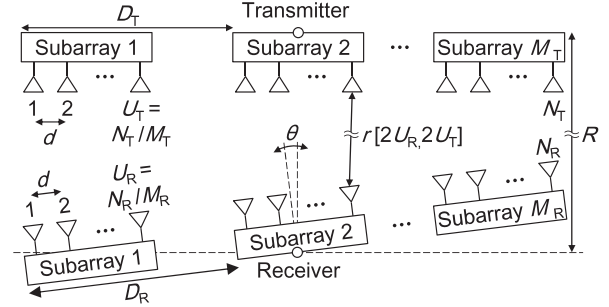 D_T
Transmitter
Subarray 1
Subarray 2
...
Subarray M_T
1 2 ...
...
...
d
U_T =
N_T/M_T
θ
r[2U_R,2U_T]
N_T
R
U_R =
N_R/M_R
d
N_R
1 2 ...
...
...
Subarray 1
Subarray 2
...
Subarray M_R
D_R
Receiver